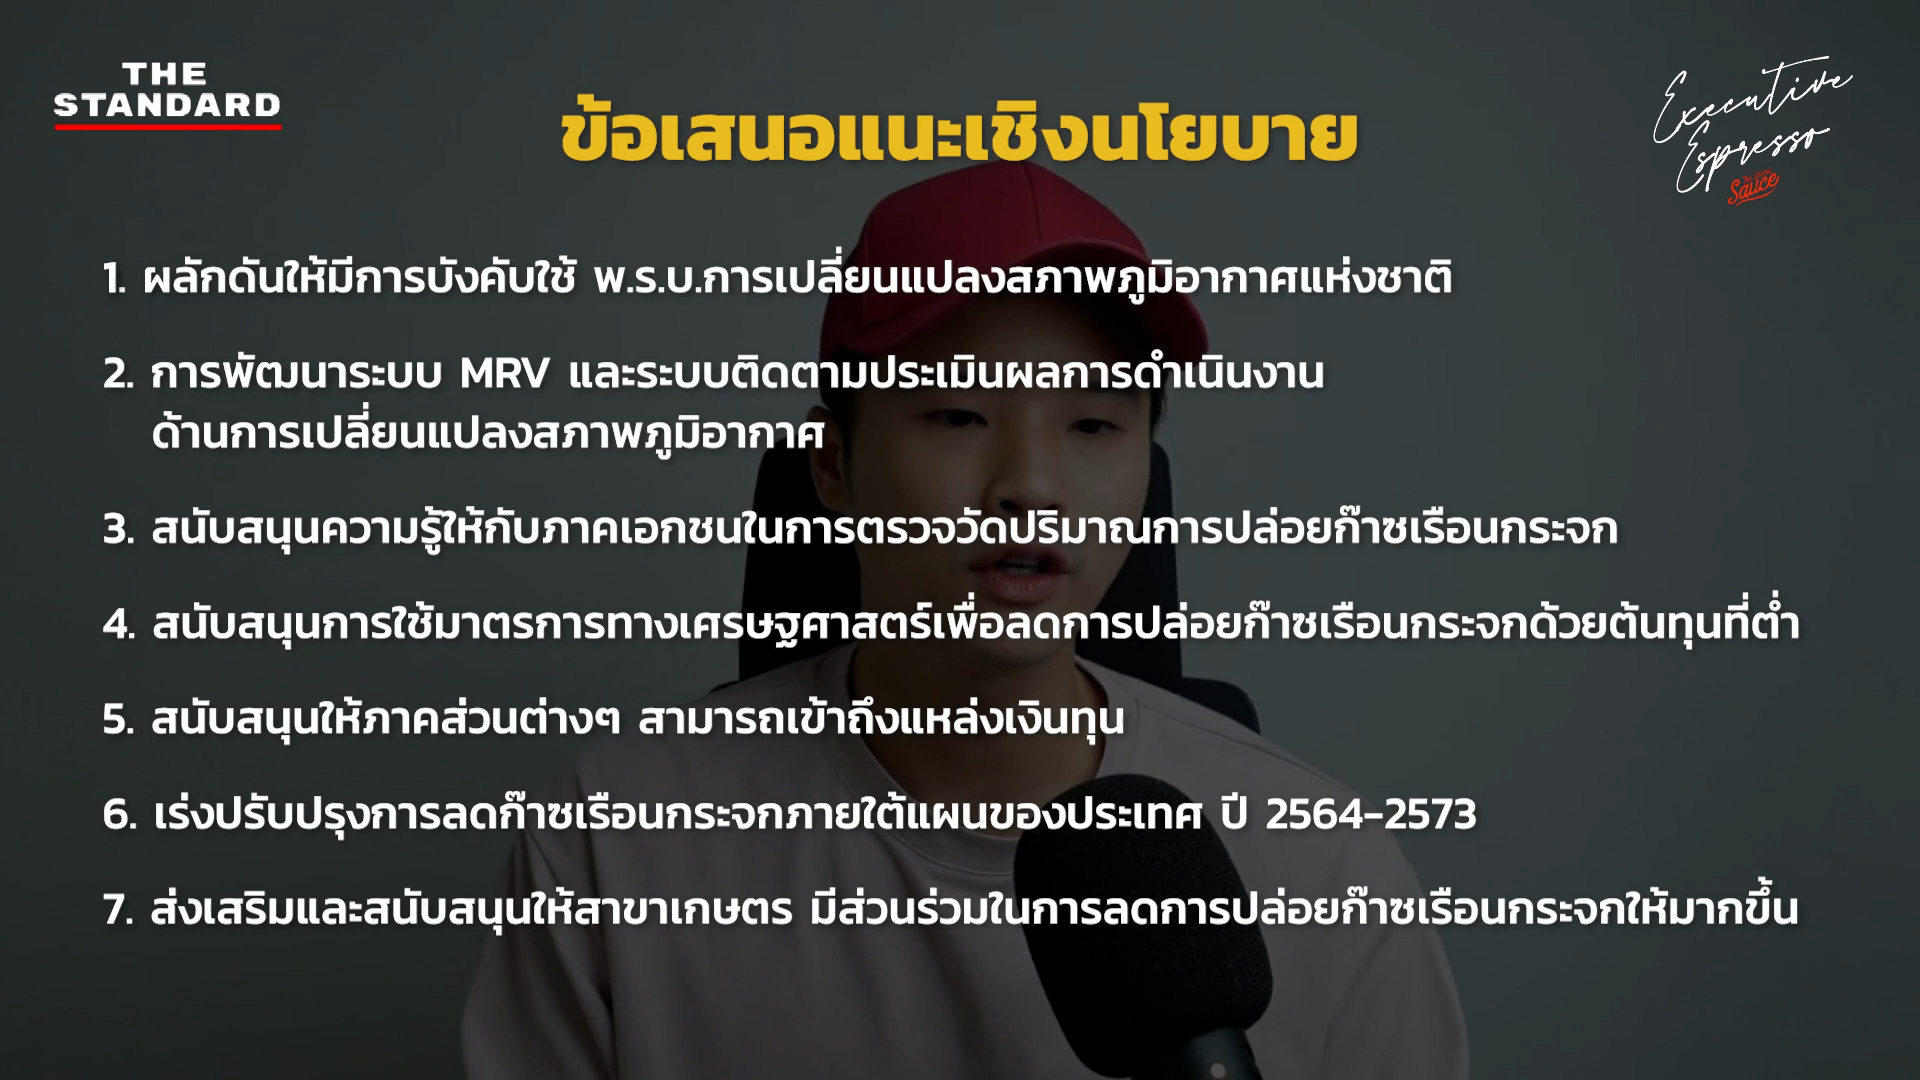 THE
STANDARD
Executive
Espresso
The Secret
Sauce
ข้อเสนอแนะเชิงนโยบาย
1. ผลักดันให้มีการบังคับใช้ พ.ร.บ.การเปลี่ยนแปลงสภาพภูมิอากาศแห่งชาติ
2. การพัฒนาระบบ MRV และระบบติดตามประเมินผลการดำเนินงาน
ด้านการเปลี่ยนแปลงสภาพภูมิอากาศ
3. สนับสนุนความรู้ให้กับภาคเอกชนในการตรวจวัดปริมาณการปล่อยก๊าซเรือนกระจก
4. สนับสนุนการใช้มาตรการทางเศรษฐศาสตร์เพื่อลดการปล่อยก๊าซเรือนกระจกด้วยต้นทุนที่ต่ำ
5. สนับสนุนให้ภาคส่วนต่างๆ สามารถเข้าถึงแหล่งเงินทุน
6. เร่งปรับปรุงการลดก๊าซเรือนกระจกภายใต้แผนของประเทศ ปี 2564-2573
7. ส่งเสริมและสนับสนุนให้สาขาเกษตร มีส่วนร่วมในการลดการปล่อยก๊าซเรือนกระจกให้มากขึ้น